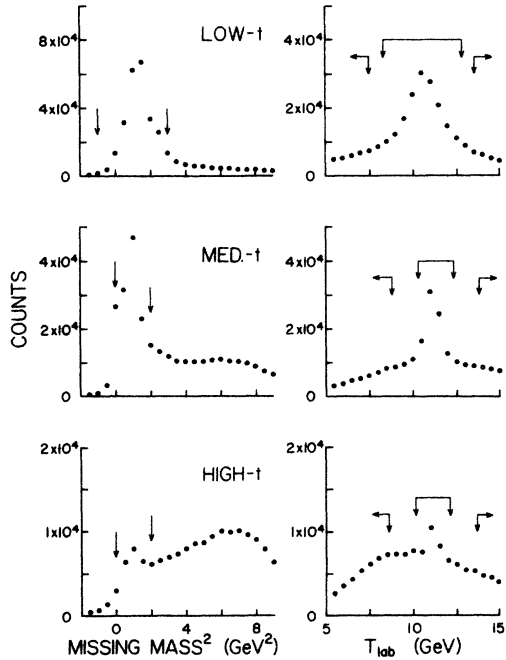 LOW-t
8x10⁴
4x10⁴
0
4x10⁴
2x10⁴
0
MED.-t
COUNTS
4x10⁴
2x10⁴
0
4x10⁴
2x10⁴
0
HIGH-t
2x10⁴
1x10⁴
0
2x10⁴
1x10⁴
0
0 4 8
5 10 15
MISSING MASS² (GeV²)
T_lab (GeV)